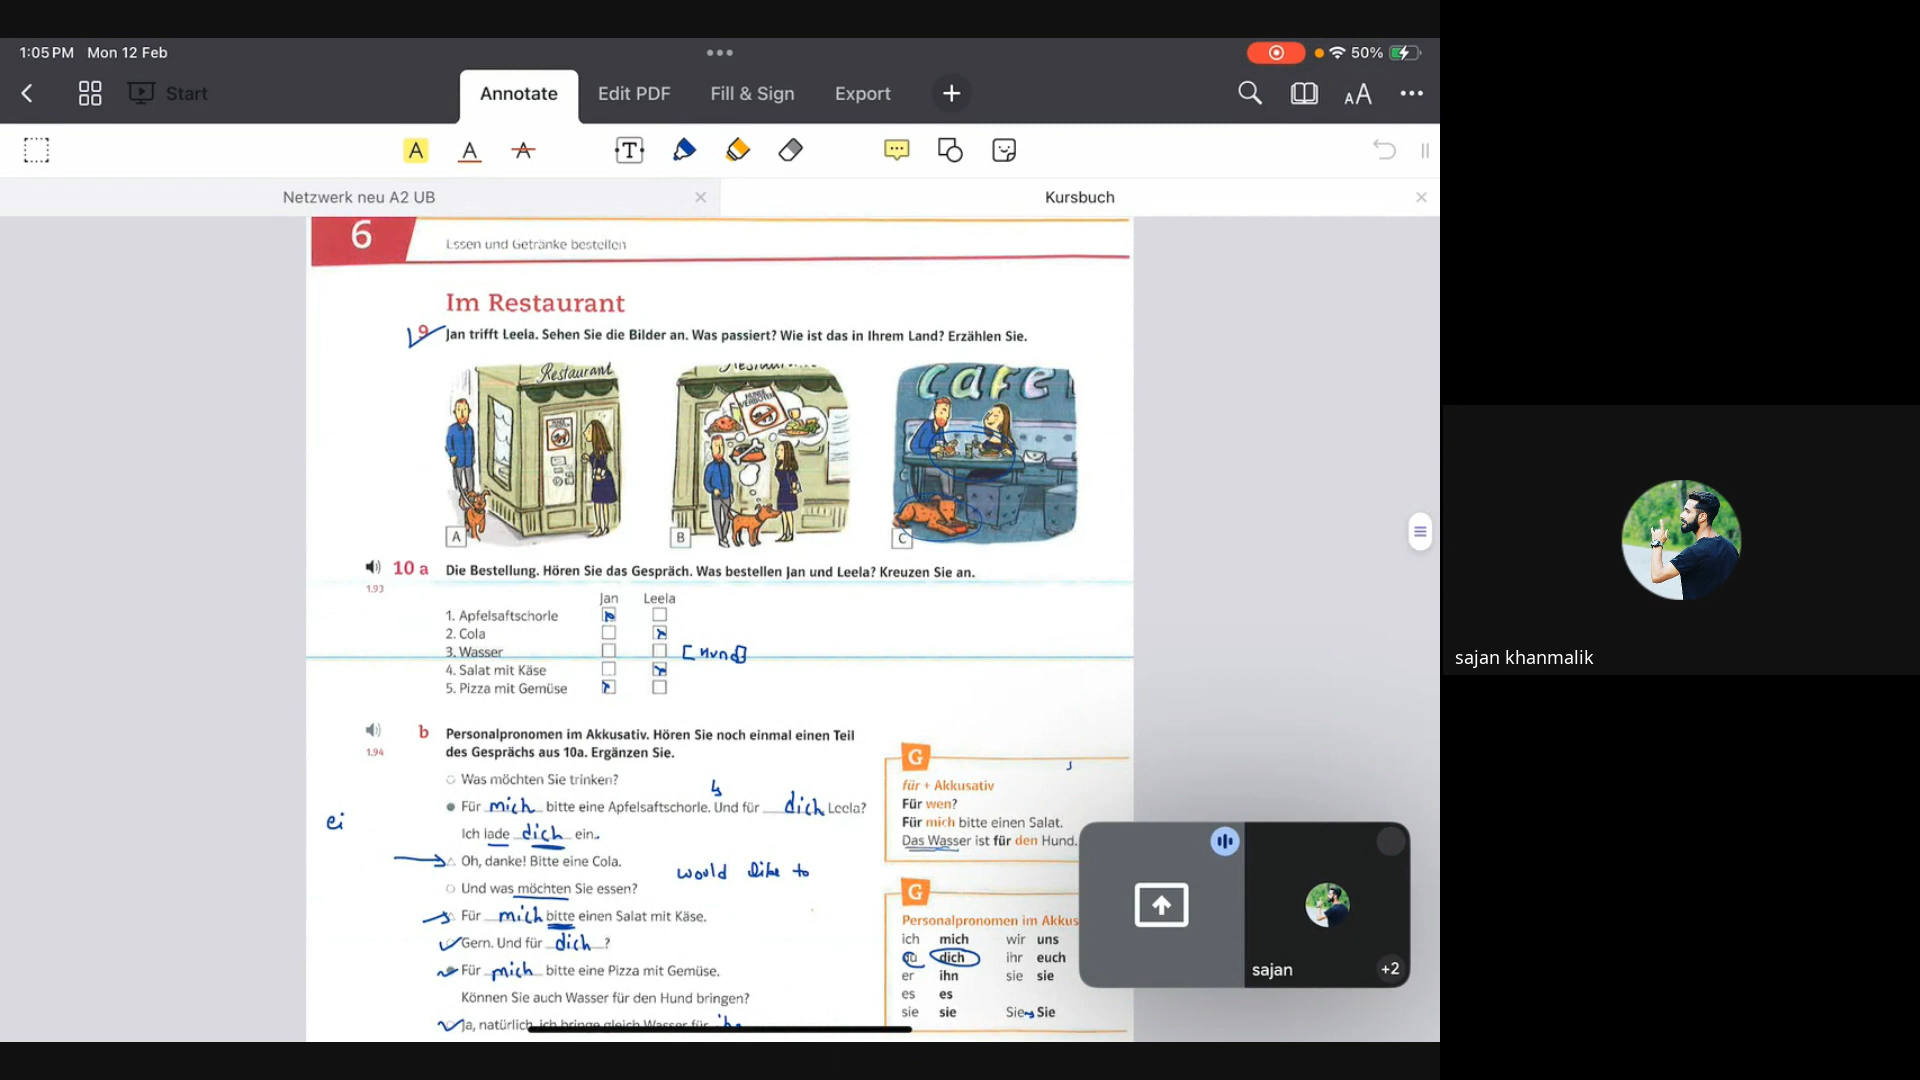 1:05 PM Mon 12 Feb
50%
Start
Annotate
Edit PDF
Fill & Sign
Export
Netzwerk neu A2 UB
Kursbuch
6
Essen und Getränke bestellen
Im Restaurant
9 Jan trifft Leela. Sehen Sie die Bilder an. Was passiert? Wie ist das in Ihrem Land? Erzählen Sie.
Restaurant
HUNDE VERBOTEN
Cafe
A
B
C
10 a Die Bestellung. Hören Sie das Gespräch. Was bestellen Jan und Leela? Kreuzen Sie an.
1.93
Jan Leela
1. Apfelsaftschorle
2. Cola
3. Wasser [Hund]
4. Salat mit Käse
5. Pizza mit Gemüse
b Personalpronomen im Akkusativ. Hören Sie noch einmal einen Teil
1.94
des Gesprächs aus 10a. Ergänzen Sie.
Was möchten Sie trinken?
Für mich bitte eine Apfelsaftschorle. Und für dich Leela?
ei
Ich lade dich ein.
Oh, danke! Bitte eine Cola.
would like to
Und was möchten Sie essen?
Für mich bitte einen Salat mit Käse.
Gern. Und für dich ?
Für mich bitte eine Pizza mit Gemüse.
Können Sie auch Wasser für den Hund bringen?
Ja, natürlich, ich bringe gleich Wasser für
G
für + Akkusativ
Für wen?
Für mich bitte einen Salat.
Das Wasser ist für den Hund.
G
Personalpronomen im Akkus
ich mich wir uns
du dich ihr euch
er ihn sie sie
es es
sie sie Sie Sie
sajan
+2
sajan khanmalik